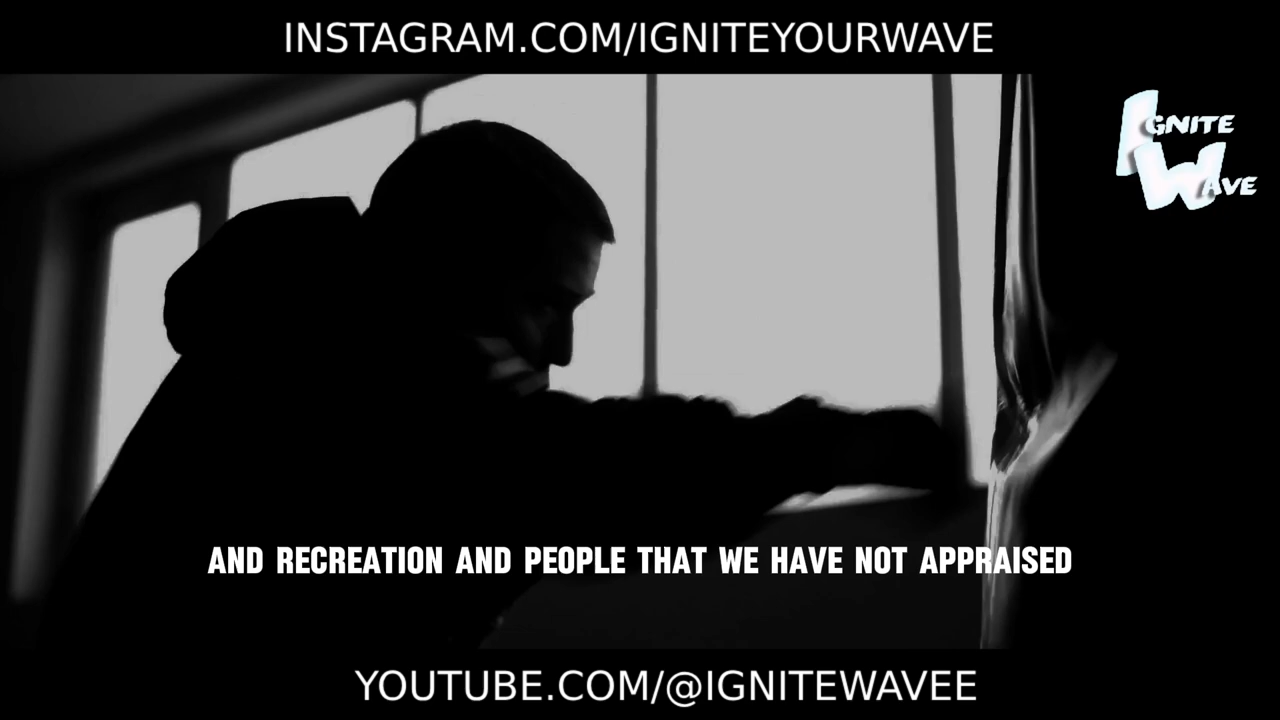 INSTAGRAM.COM/IGNITEYOURWAVE
IGNITE
WAVE
AND RECREATION AND PEOPLE THAT WE HAVE NOT APPRAISED
YOUTUBE.COM/@IGNITEWAVEE